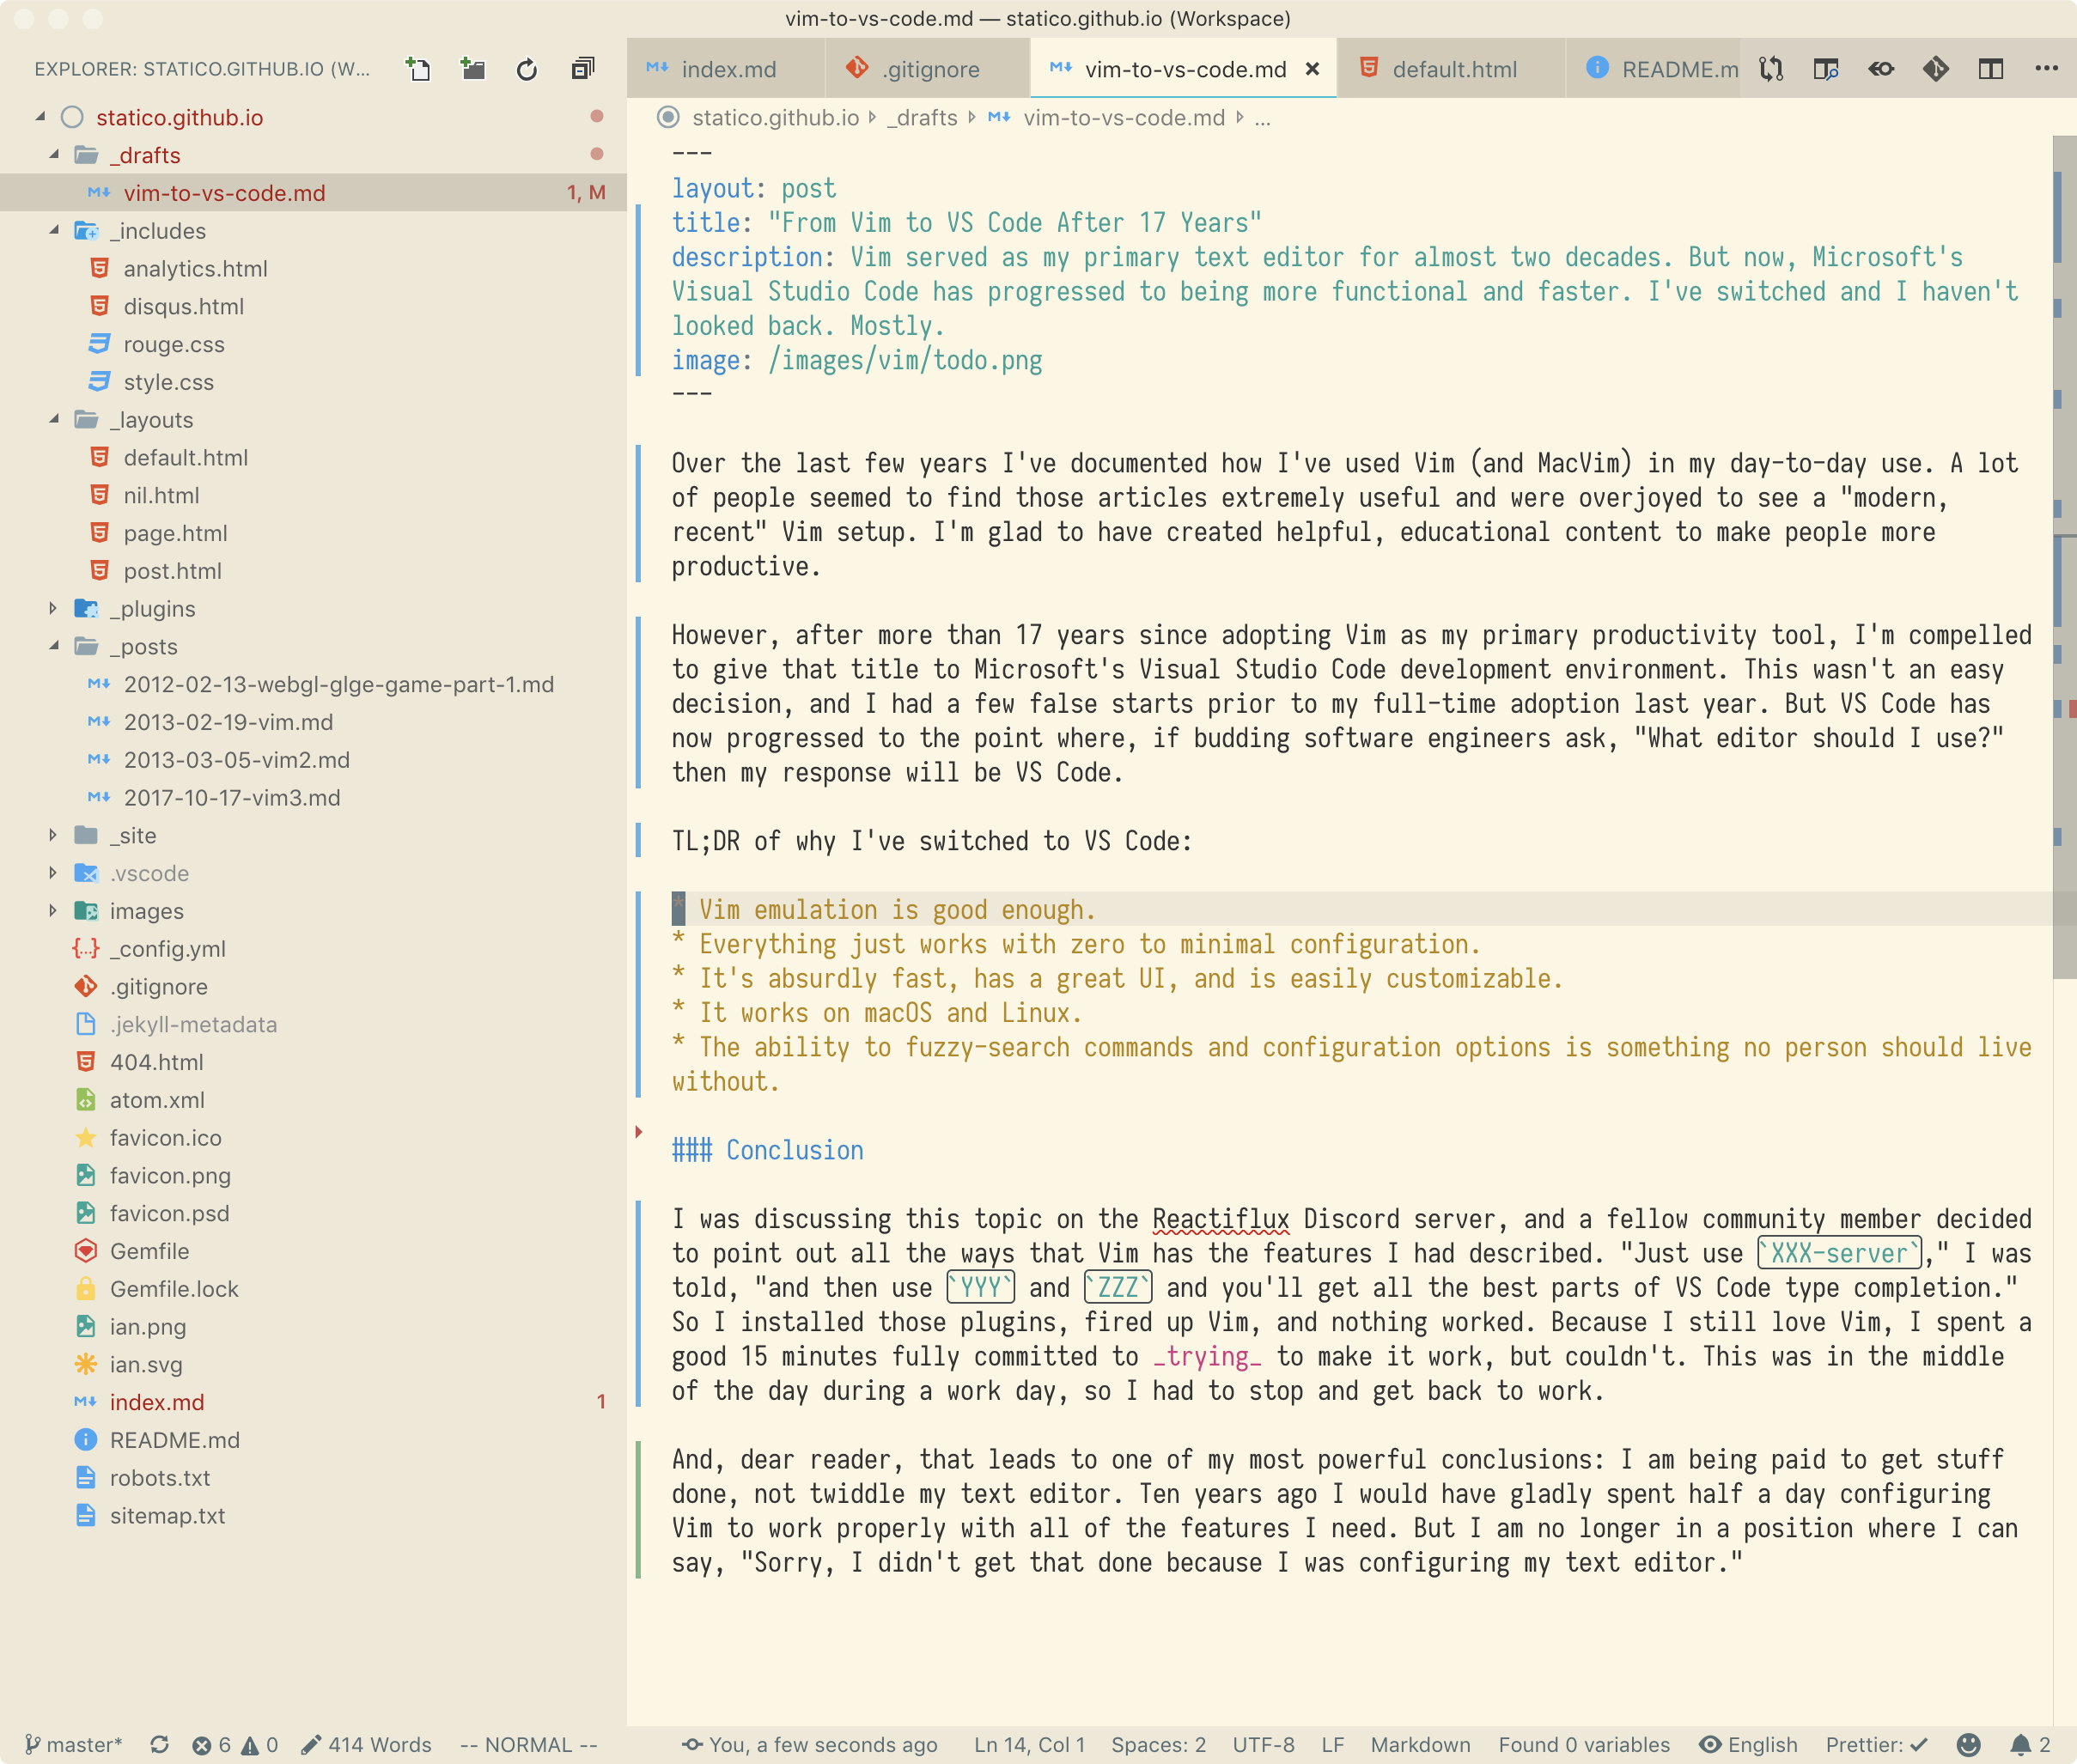 vim-to-vs-code.md — statico.github.io (Workspace)
EXPLORER: STATICO.GITHUB.IO (W...
index.md
.gitignore
vim-to-vs-code.md
default.html
README.m
statico.github.io
_drafts
vim-to-vs-code.md 1, M
_includes
analytics.html
disqus.html
rouge.css
style.css
_layouts
default.html
nil.html
page.html
post.html
_plugins
_posts
2012-02-13-webgl-glge-game-part-1.md
2013-02-19-vim.md
2013-03-05-vim2.md
2017-10-17-vim3.md
_site
.vscode
images
_config.yml
.gitignore
.jekyll-metadata
404.html
atom.xml
favicon.ico
favicon.png
favicon.psd
Gemfile
Gemfile.lock
ian.png
ian.svg
index.md 1
README.md
robots.txt
sitemap.txt
statico.github.io _drafts vim-to-vs-code.md ...
---
layout: post
title: "From Vim to VS Code After 17 Years"
description: Vim served as my primary text editor for almost two decades. But now, Microsoft's
Visual Studio Code has progressed to being more functional and faster. I've switched and I haven't
looked back. Mostly.
image: /images/vim/todo.png
---
Over the last few years I've documented how I've used Vim (and MacVim) in my day-to-day use. A lot
of people seemed to find those articles extremely useful and were overjoyed to see a "modern,
recent" Vim setup. I'm glad to have created helpful, educational content to make people more
productive.
However, after more than 17 years since adopting Vim as my primary productivity tool, I'm compelled
to give that title to Microsoft's Visual Studio Code development environment. This wasn't an easy
decision, and I had a few false starts prior to my full-time adoption last year. But VS Code has
now progressed to the point where, if budding software engineers ask, "What editor should I use?"
then my response will be VS Code.
TL;DR of why I've switched to VS Code:
* Vim emulation is good enough.
* Everything just works with zero to minimal configuration.
* It's absurdly fast, has a great UI, and is easily customizable.
* It works on macOS and Linux.
* The ability to fuzzy-search commands and configuration options is something no person should live
without.
### Conclusion
I was discussing this topic on the Reactiflux Discord server, and a fellow community member decided
to point out all the ways that Vim has the features I had described. "Just use `XXX-server`," I was
told, "and then use `YYY` and `ZZZ` and you'll get all the best parts of VS Code type completion."
So I installed those plugins, fired up Vim, and nothing worked. Because I still love Vim, I spent a
good 15 minutes fully committed to _trying_ to make it work, but couldn't. This was in the middle
of the day during a work day, so I had to stop and get back to work.
And, dear reader, that leads to one of my most powerful conclusions: I am being paid to get stuff
done, not twiddle my text editor. Ten years ago I would have gladly spent half a day configuring
Vim to work properly with all of the features I need. But I am no longer in a position where I can
say, "Sorry, I didn't get that done because I was configuring my text editor."
master* 6 0 414 Words -- NORMAL -- You, a few seconds ago Ln 14, Col 1 Spaces: 2 UTF-8 LF Markdown Found 0 variables English Prettier: ✓ 2